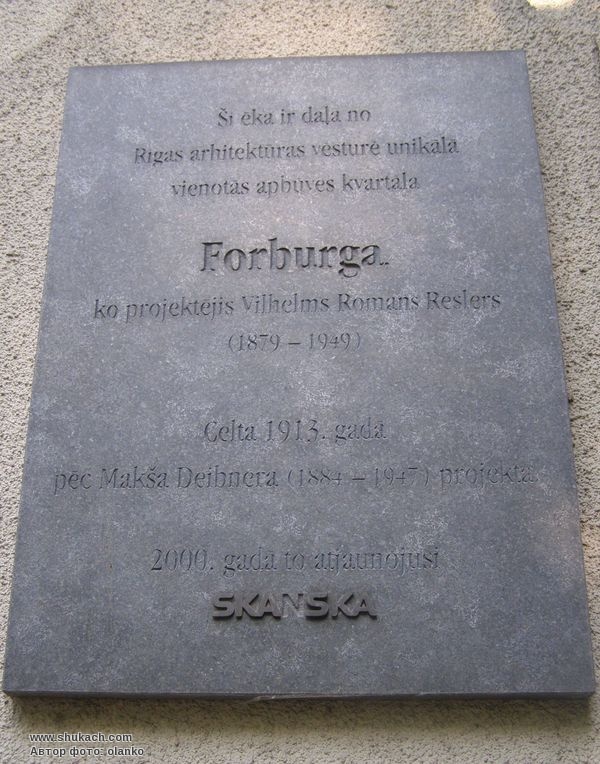 Šī ēka ir daļa no
Rīgas arhitektūras vēsturē unikāla
vienotas apbūves kvartāla
Forburga,
ko projektējis Vilhelms Romāns Reslers
(1879 – 1949)
Celta 1913. gadā
pēc Makša Deibnera (1884 – 1947) projekta.
2000. gadā to atjaunojusi
SKANSKA
www.shukach.com
Автор фото: olanko